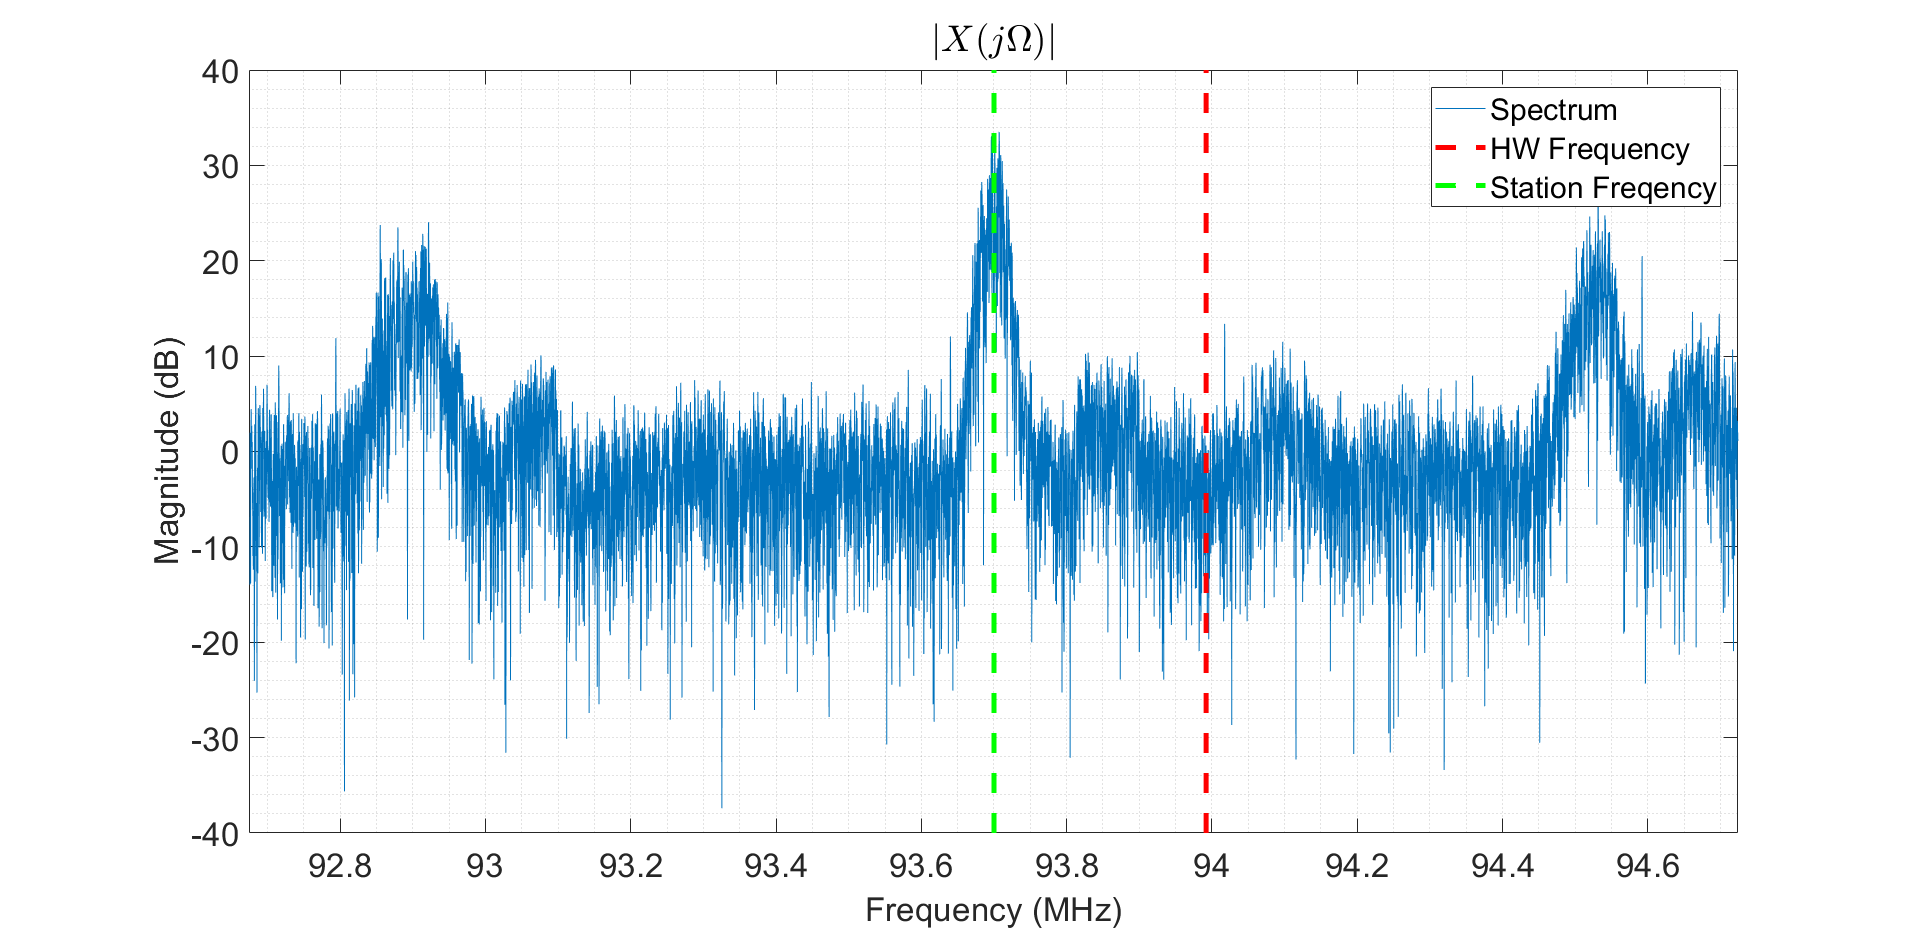 |X(jΩ)|
40
30
20
10
0
-10
-20
-30
-40
Magnitude (dB)
Spectrum
HW Frequency
Station Freqency
92.8 93 93.2 93.4 93.6 93.8 94 94.2 94.4 94.6
Frequency (MHz)